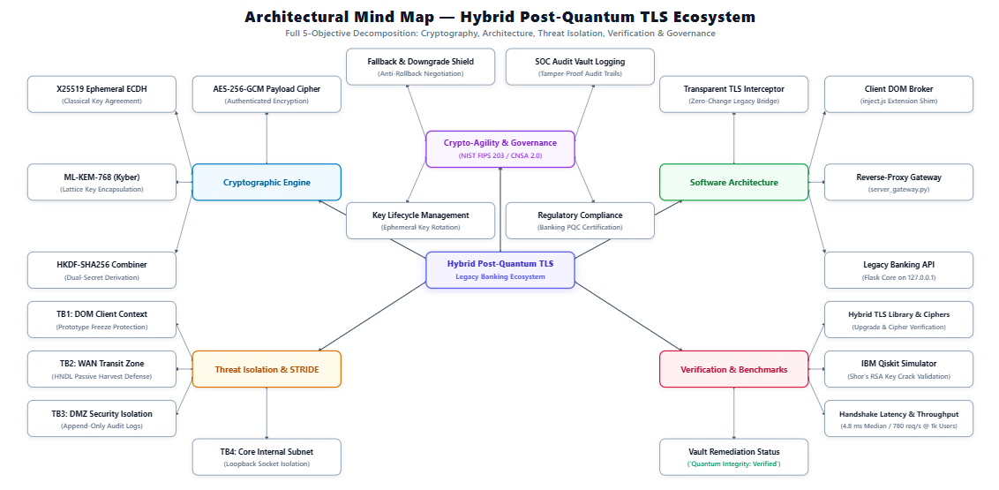 Architectural Mind Map — Hybrid Post-Quantum TLS Ecosystem
Full 5-Objective Decomposition: Cryptography, Architecture, Threat Isolation, Verification & Governance
Fallback & Downgrade Shield
(Anti-Rollback Negotiation)
SOC Audit Vault Logging
(Tamper-Proof Audit Trails)
X25519 Ephemeral ECDH
(Classical Key Agreement)
AES-256-GCM Payload Cipher
(Authenticated Encryption)
Transparent TLS Interceptor
(Zero-Change Legacy Bridge)
Client DOM Broker
(inject.js Extension Shim)
Crypto-Agility & Governance
(NIST FIPS 203 / CNSA 2.0)
ML-KEM-768 (Kyber)
(Lattice Key Encapsulation)
Cryptographic Engine
Software Architecture
Reverse-Proxy Gateway
(server_gateway.py)
Key Lifecycle Management
(Ephemeral Key Rotation)
Regulatory Compliance
(Banking PQC Certification)
HKDF-SHA256 Combiner
(Dual-Secret Derivation)
Hybrid Post-Quantum TLS
Legacy Banking Ecosystem
Legacy Banking API
(Flask Core on 127.0.0.1)
TB1: DOM Client Context
(Prototype Freeze Protection)
Hybrid TLS Library & Ciphers
(Upgrade & Cipher Verification)
TB2: WAN Transit Zone
(HNDL Passive Harvest Defense)
Threat Isolation & STRIDE
Verification & Benchmarks
IBM Qiskit Simulator
(Shor's RSA Key Crack Validation)
TB3: DMZ Security Isolation
(Append-Only Audit Logs)
Handshake Latency & Throughput
(4.8 ms Median / 780 req/s @ 1k Users)
TB4: Core Internal Subnet
(Loopback Socket Isolation)
Vault Remediation Status
('Quantum Integrity: Verified')